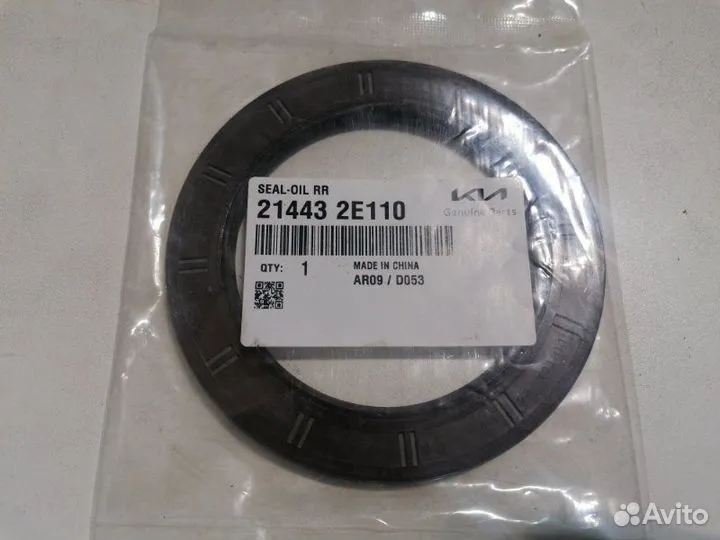 SEAL-OIL RR
21443 2E110
KIA
Genuine Parts
QTY: 1
MADE IN CHINA
AR09 / D053
Avito